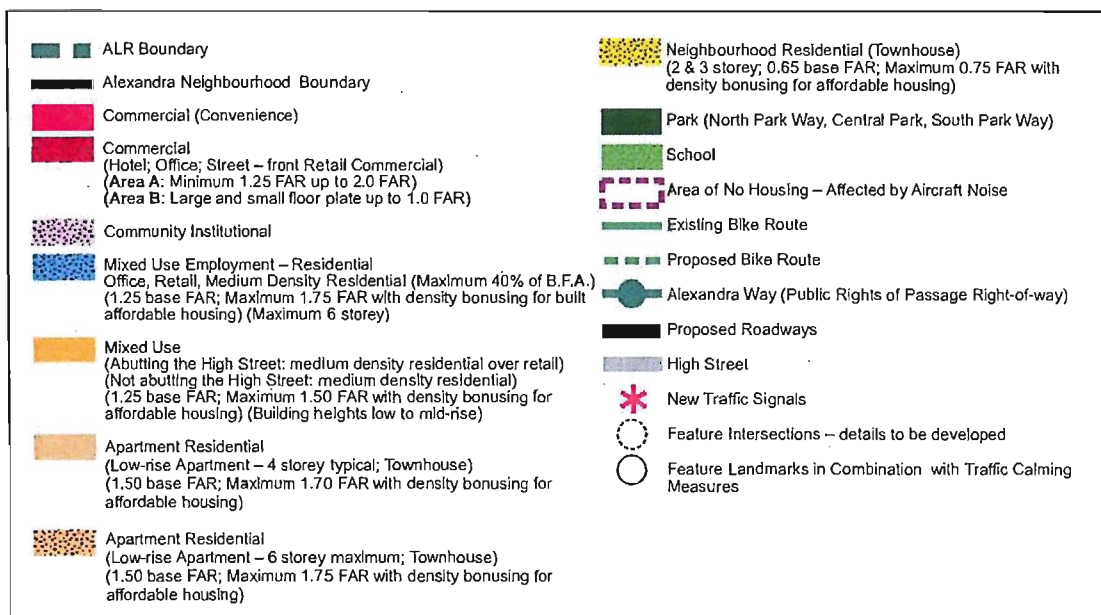 ALR Boundary
Alexandra Neighbourhood Boundary
Commercial (Convenience)
Commercial
(Hotel; Office; Street – front Retail Commercial)
(Area A: Minimum 1.25 FAR up to 2.0 FAR)
(Area B: Large and small floor plate up to 1.0 FAR)
Community Institutional
Mixed Use Employment – Residential
Office, Retail, Medium Density Residential (Maximum 40% of B.F.A.)
(1.25 base FAR; Maximum 1.75 FAR with density bonusing for built
affordable housing) (Maximum 6 storey)
Mixed Use
(Abutting the High Street: medium density residential over retail)
(Not abutting the High Street: medium density residential)
(1.25 base FAR; Maximum 1.50 FAR with density bonusing for
affordable housing) (Building heights low to mid-rise)
Apartment Residential
(Low-rise Apartment – 4 storey typical; Townhouse)
(1.50 base FAR; Maximum 1.70 FAR with density bonusing for
affordable housing)
Apartment Residential
(Low-rise Apartment – 6 storey maximum; Townhouse)
(1.50 base FAR; Maximum 1.75 FAR with density bonusing for
affordable housing)
Neighbourhood Residential (Townhouse)
(2 & 3 storey; 0.65 base FAR; Maximum 0.75 FAR with
density bonusing for affordable housing)
Park (North Park Way, Central Park, South Park Way)
School
Area of No Housing – Affected by Aircraft Noise
Existing Bike Route
Proposed Bike Route
Alexandra Way (Public Rights of Passage Right-of-way)
Proposed Roadways
High Street
New Traffic Signals
Feature Intersections – details to be developed
Feature Landmarks in Combination with Traffic Calming
Measures